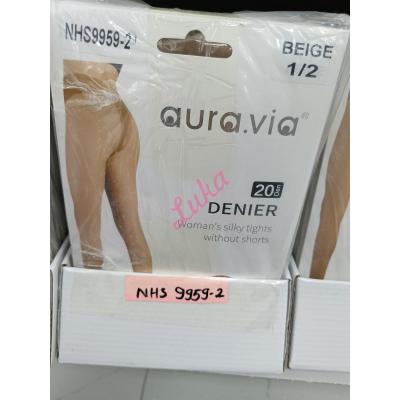 NHS9959-2
BEIGE
1/2
aura.via®
20 Den
DENIER
Woman's silky tights
without shorts
Luka
NHS 9959-2